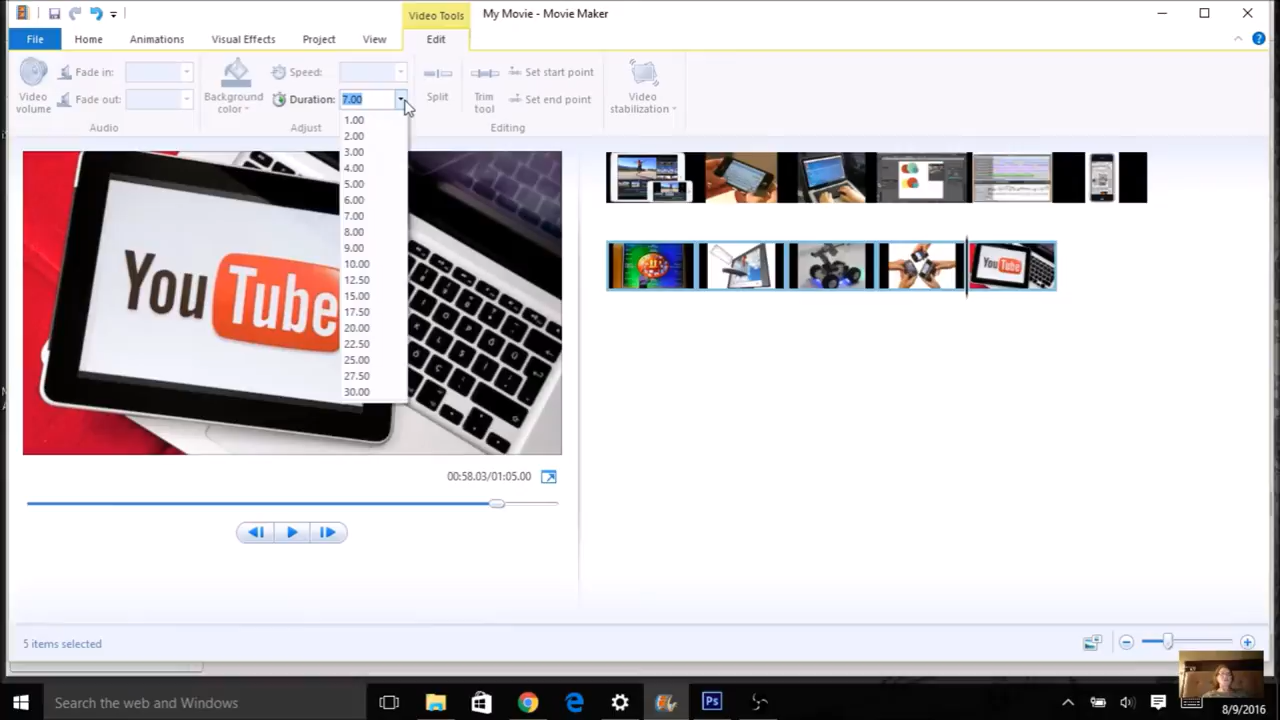 Video Tools
My Movie - Movie Maker
File Home Animations Visual Effects Project View Edit
Fade in:
Fade out:
Video volume
Audio
Background color
Speed:
Duration: 7.00
Adjust
Split
Trim tool
Set start point
Set end point
Editing
Video stabilization
1.00
2.00
3.00
4.00
5.00
6.00
7.00
8.00
9.00
10.00
12.50
15.00
17.50
20.00
22.50
25.00
27.50
30.00
You Tube
YouTube
00:58.03/01:05.00
5 items selected
Search the web and Windows
Ps
8/9/2016